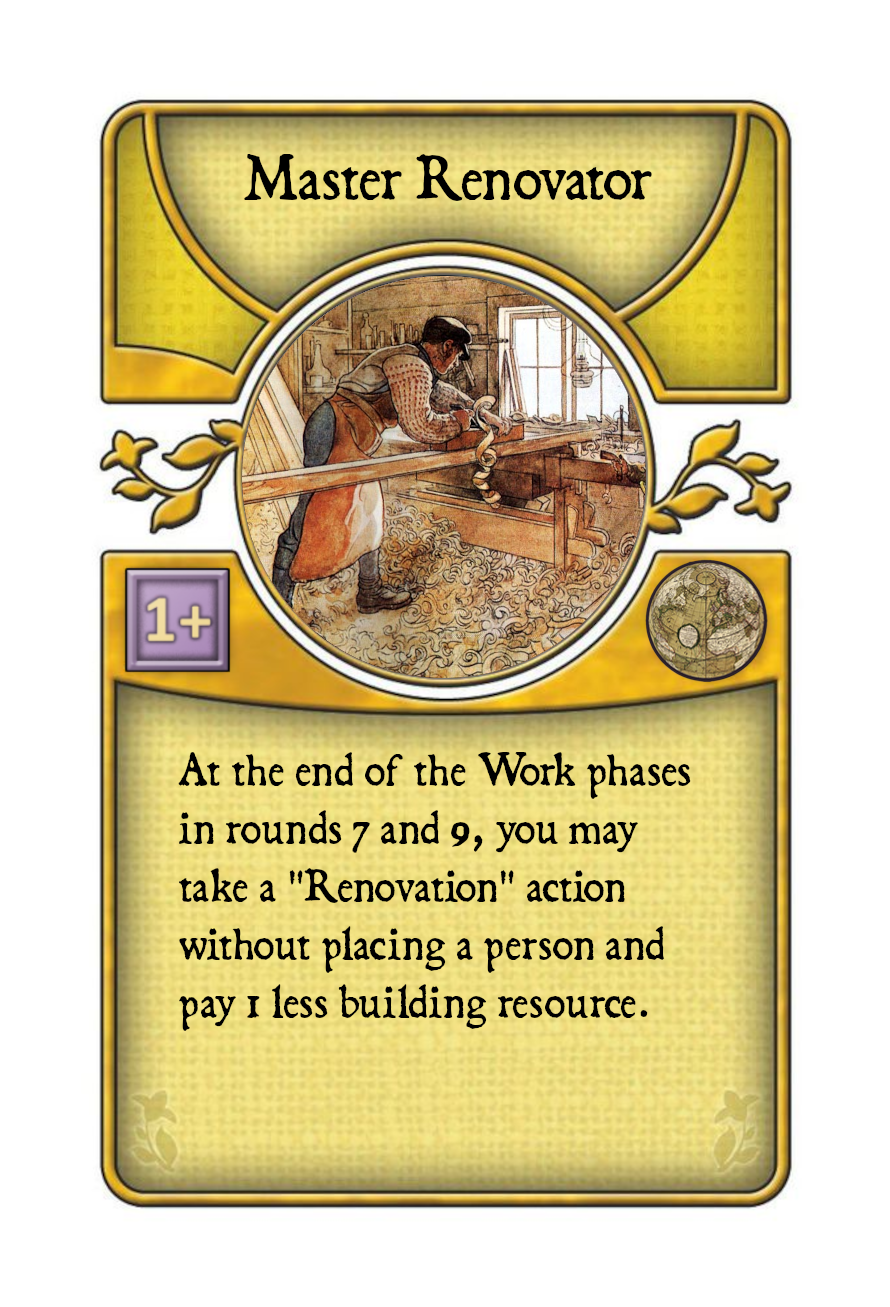 Master Renovator
1+
At the end of the Work phases
in rounds 7 and 9, you may
take a "Renovation" action
without placing a person and
pay 1 less building resource.